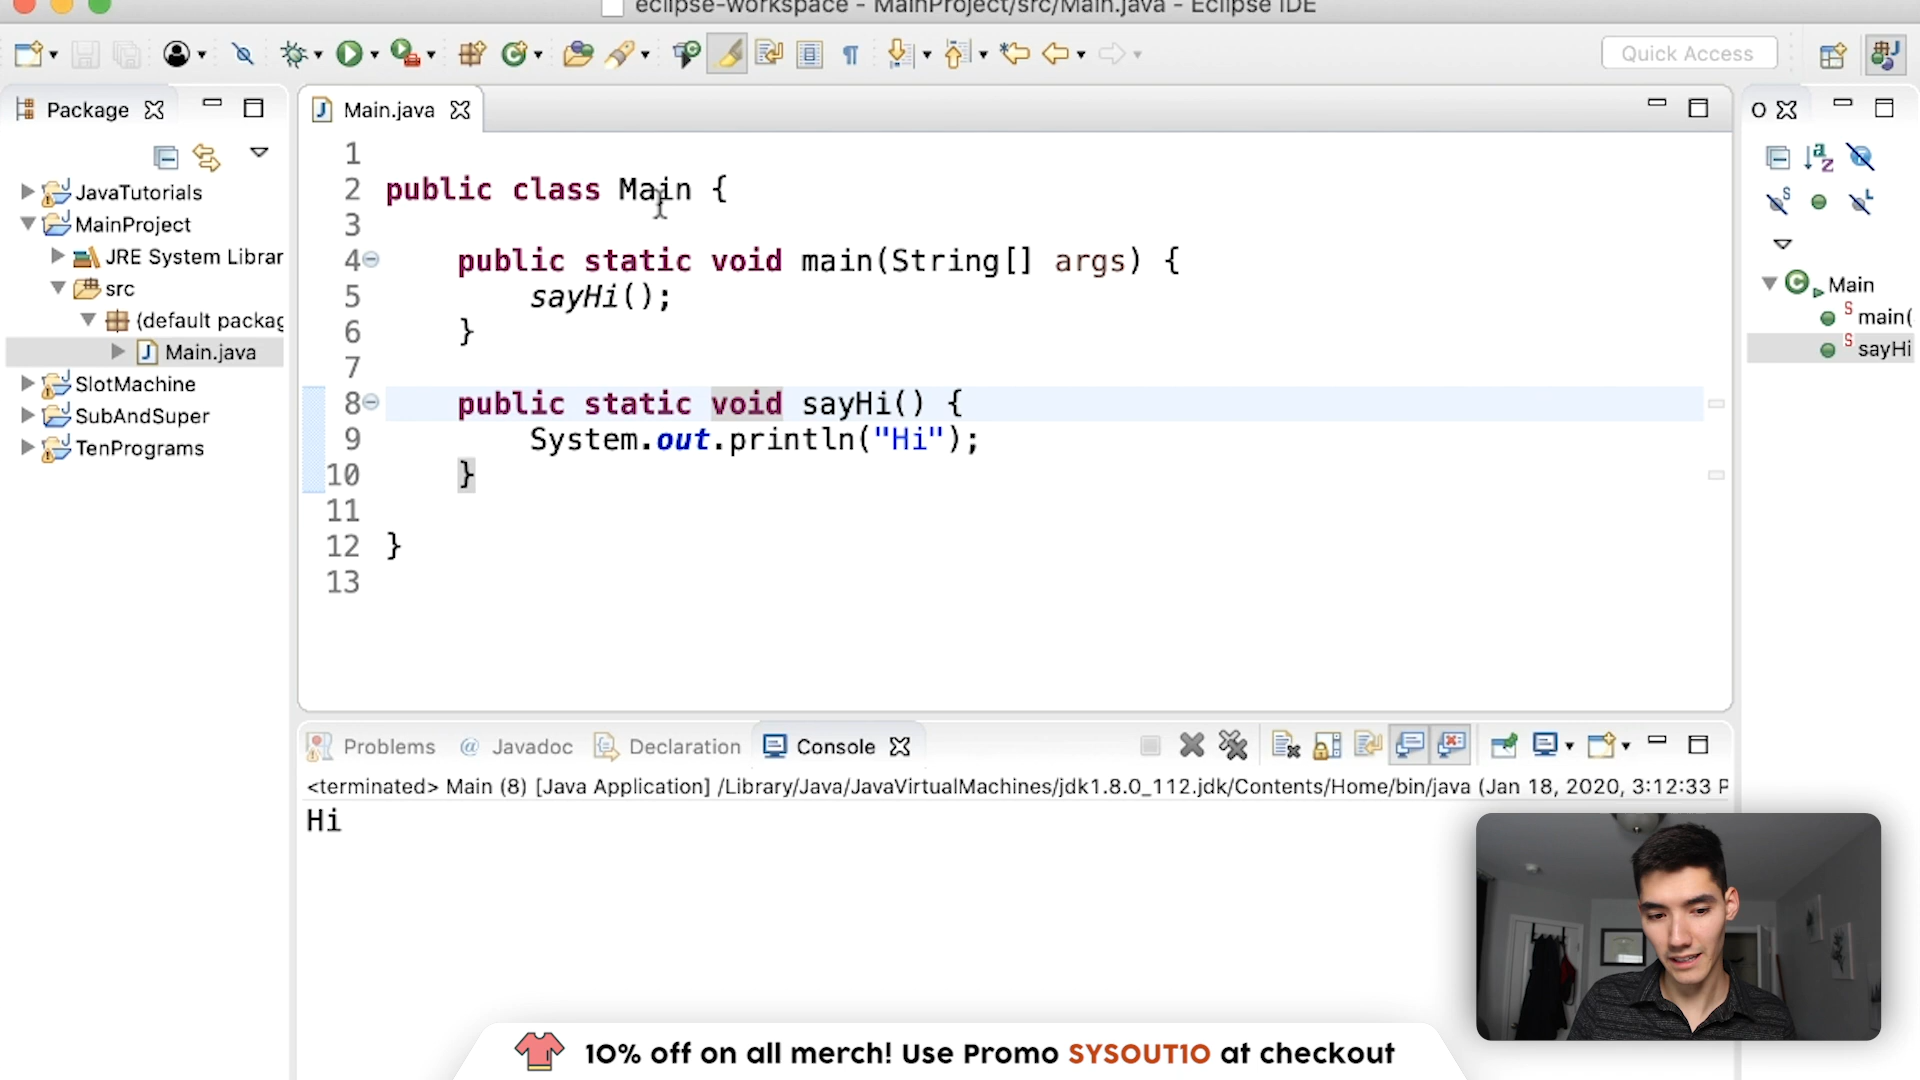 eclipse-workspace - MainProject/src/Main.java - Eclipse IDE
Quick Access
Package
Main.java
O
JavaTutorials
MainProject
JRE System Librar
src
(default packag
Main.java
SlotMachine
SubAndSuper
TenPrograms
1
2 public class Main {
3
4 public static void main(String[] args) {
5 sayHi();
6 }
7
8 public static void sayHi() {
9 System.out.println("Hi");
10 }
11
12 }
13
Main
main(
sayHi
Problems @ Javadoc Declaration Console
<terminated> Main (8) [Java Application] /Library/Java/JavaVirtualMachines/jdk1.8.0_112.jdk/Contents/Home/bin/java (Jan 18, 2020, 3:12:33 P
Hi
10% off on all merch! Use Promo SYSOUT10 at checkout